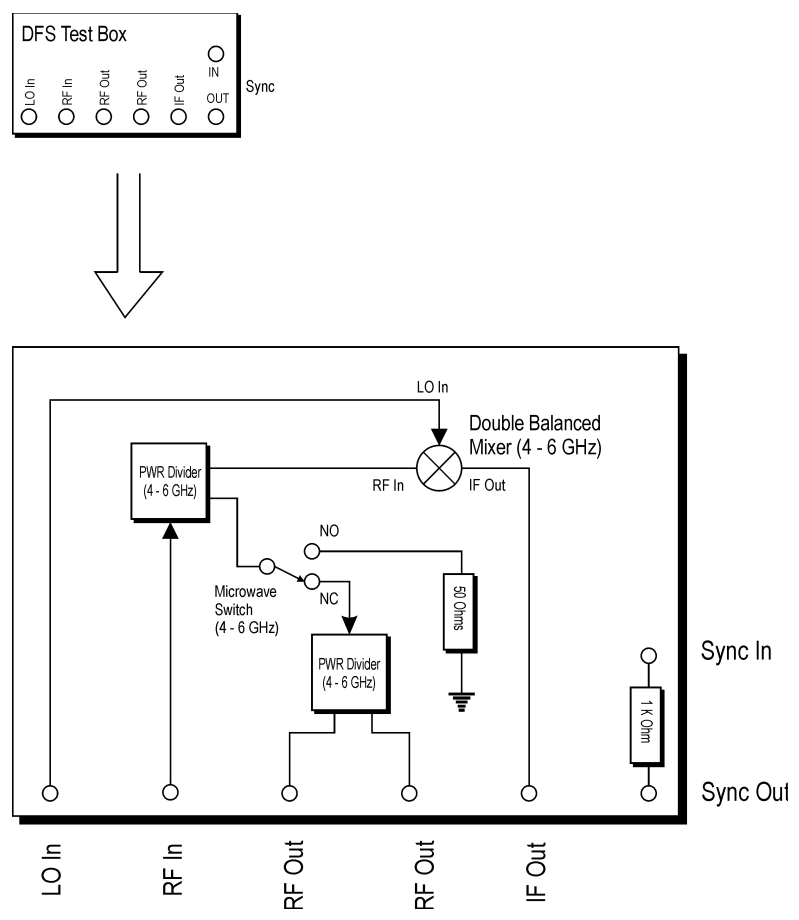 DFS Test Box
LO In
RF In
RF Out
RF Out
IF Out
IN
OUT
Sync
LO In
Double Balanced
Mixer (4 - 6 GHz)
PWR Divider
(4 - 6 GHz)
RF In
IF Out
NO
Microwave
Switch
(4 - 6 GHz)
NC
50 Ohms
PWR Divider
(4 - 6 GHz)
Sync In
1 K Ohm
Sync Out
LO In
RF In
RF Out
RF Out
IF Out